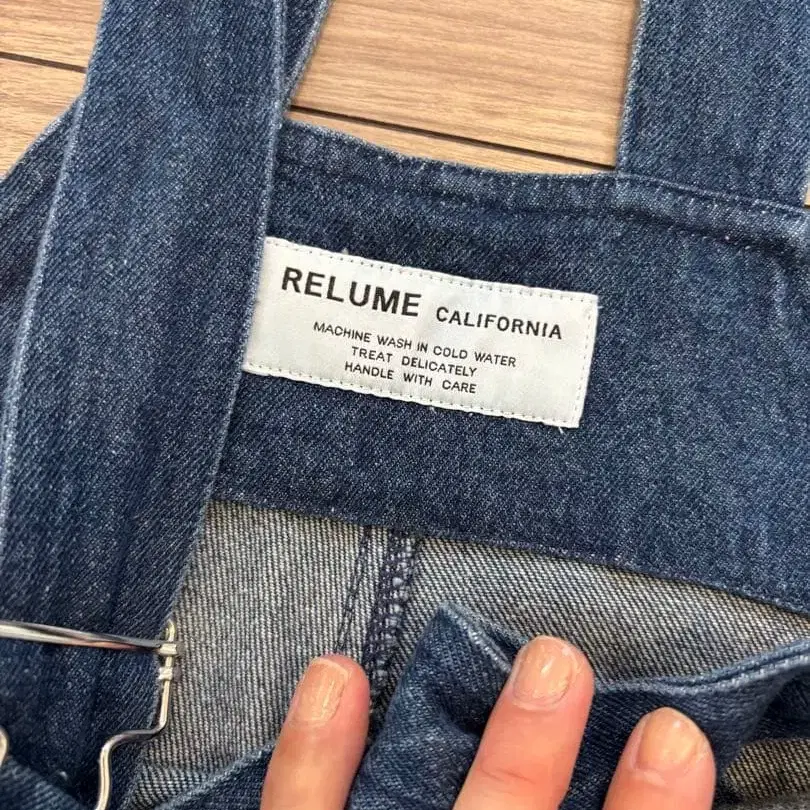 RELUME CALIFORNIA
MACHINE WASH IN COLD WATER
TREAT DELICATELY
HANDLE WITH CARE